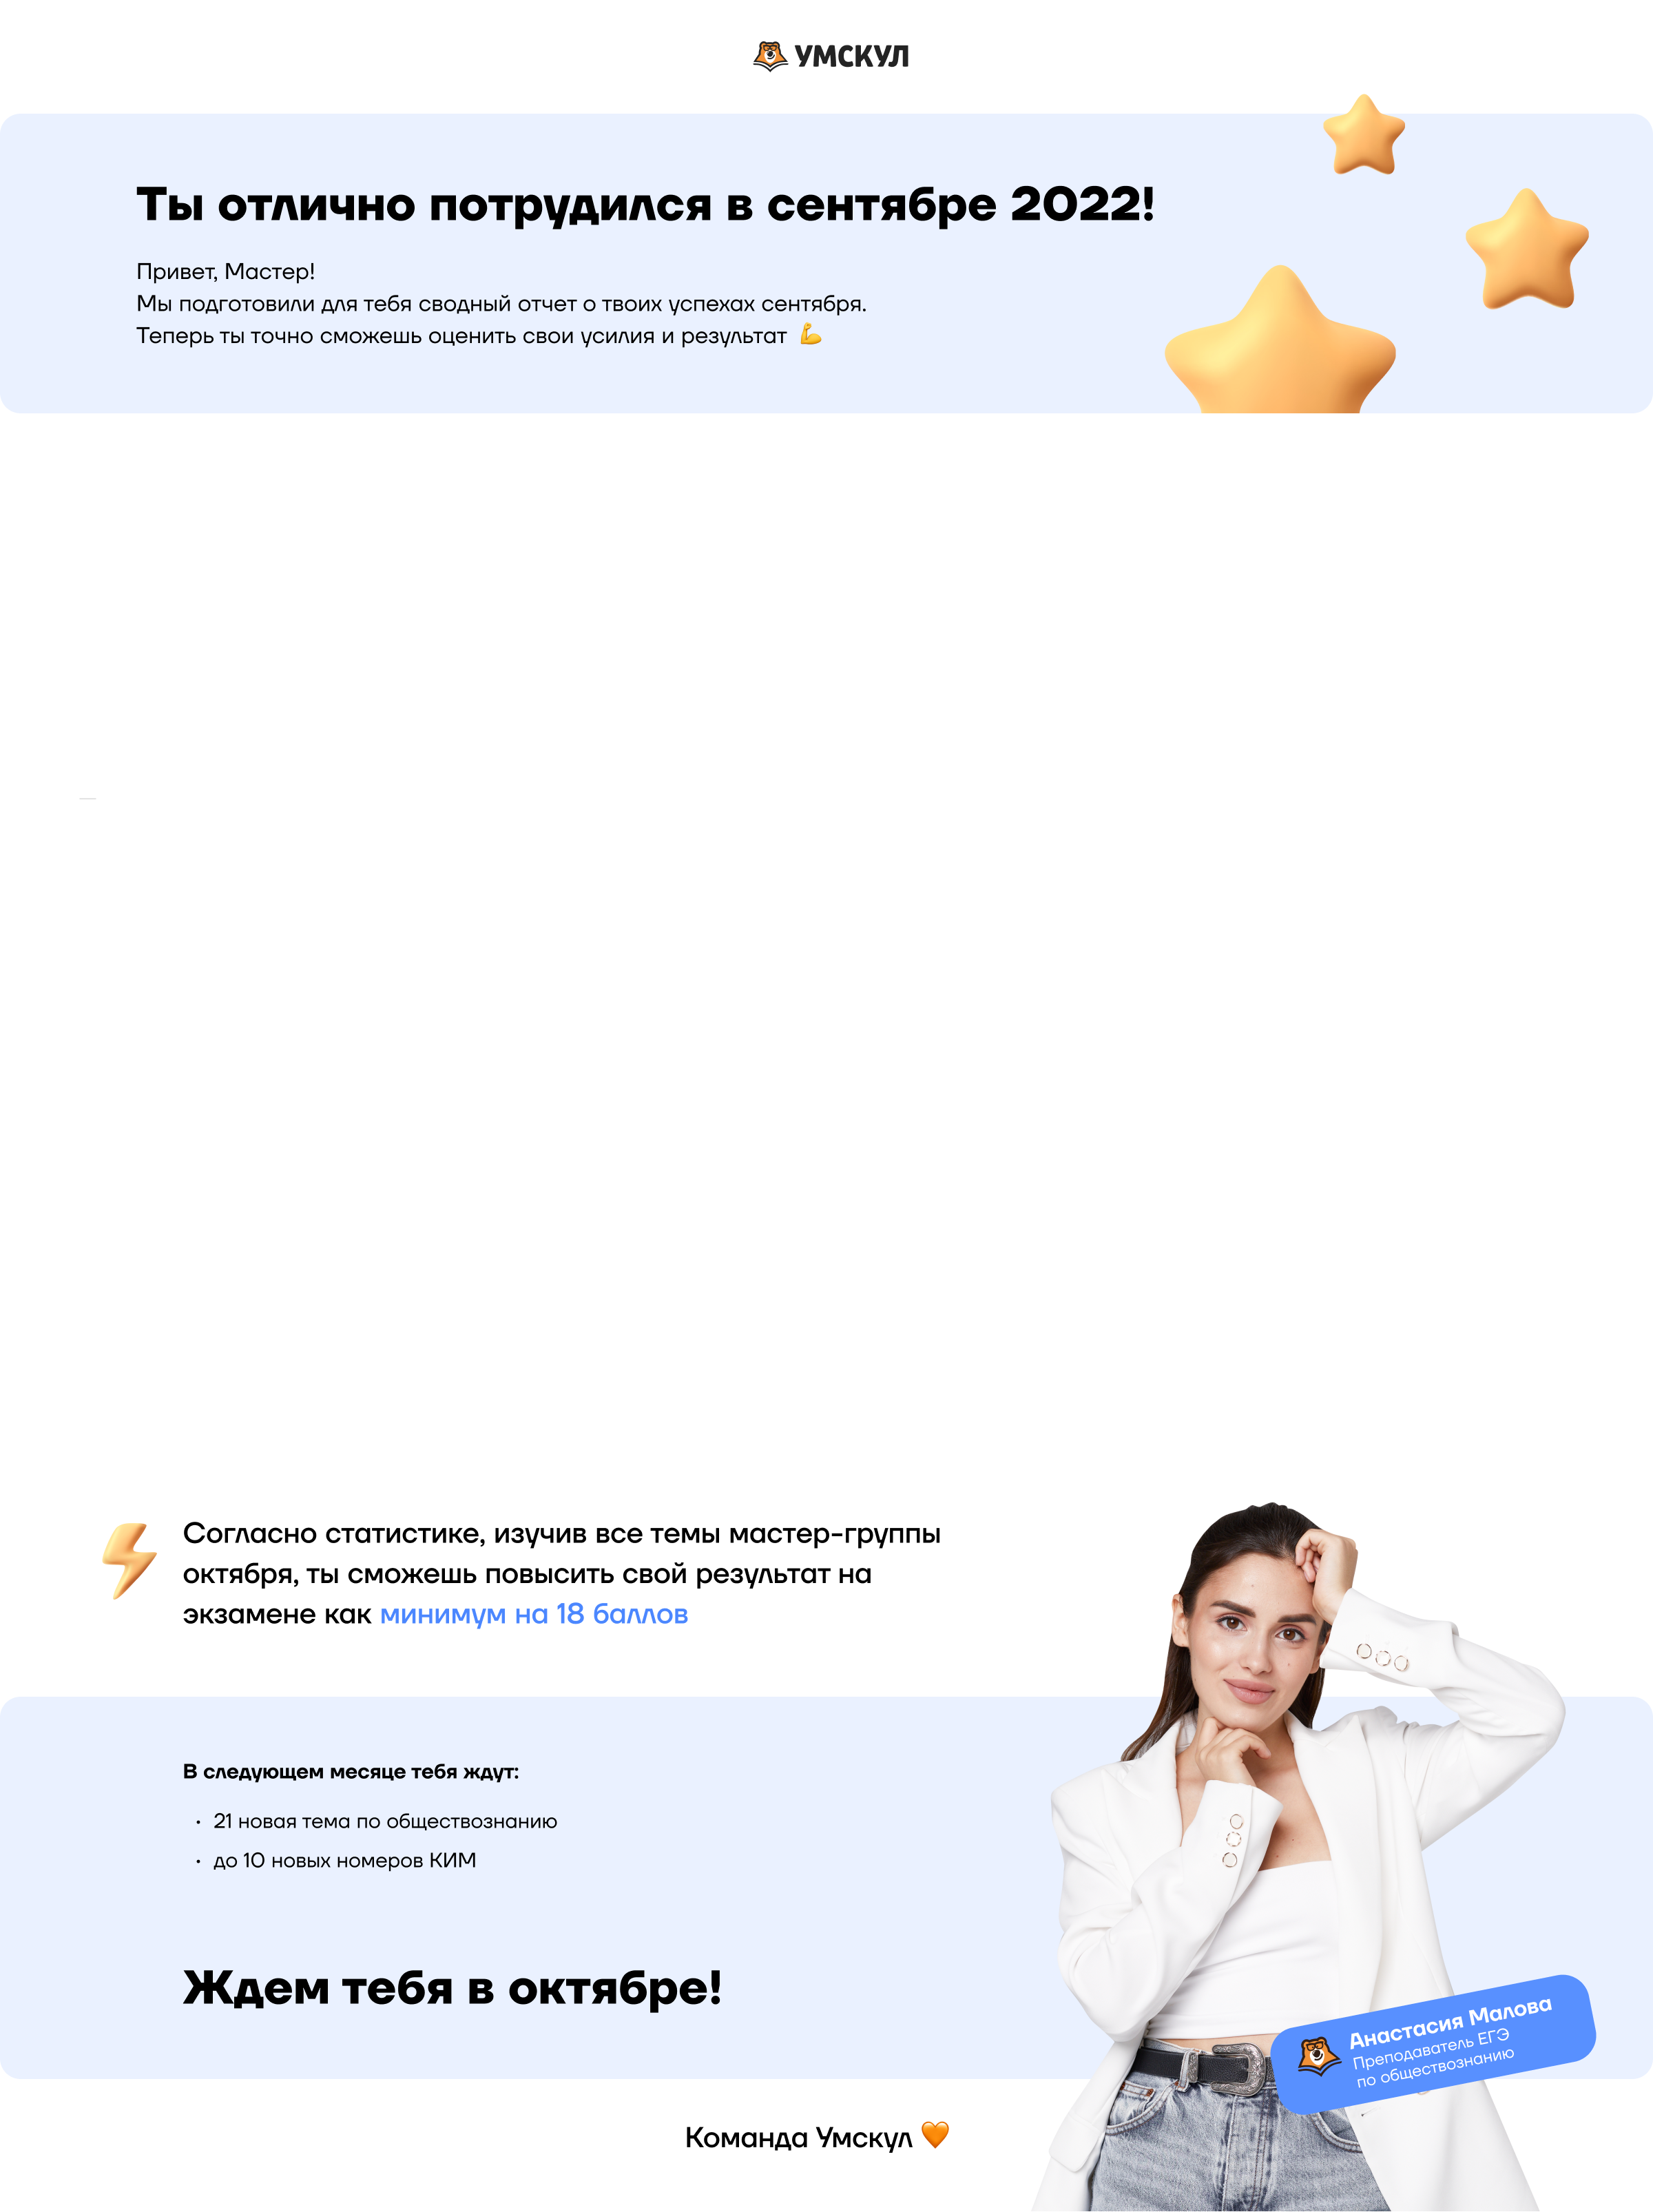 УМСКУЛ
Ты отлично потрудился в сентябре 2022!
Привет, Мастер!
Мы подготовили для тебя сводный отчет о твоих успехах сентября.
Теперь ты точно сможешь оценить свои усилия и результат 💪
Согласно статистике, изучив все темы мастер-группы
октября, ты сможешь повысить свой результат на
экзамене как минимум на 18 баллов
В следующем месяце тебя ждут:
• 21 новая тема по обществознанию
• до 10 новых номеров КИМ
Ждем тебя в октябре!
Анастасия Малова
Преподаватель ЕГЭ
по обществознанию
Команда Умскул 🧡